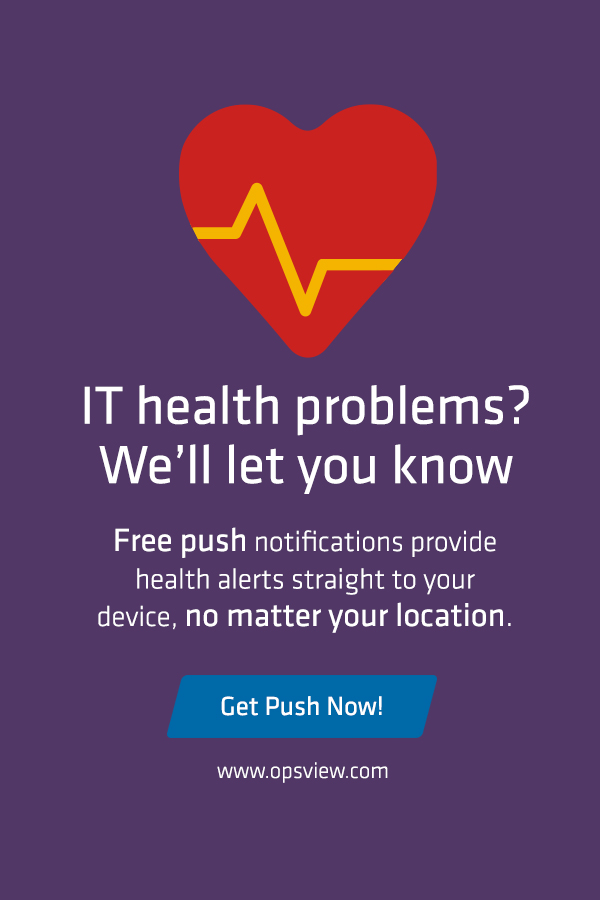 IT health problems?
We’ll let you know
Free push notifications provide
health alerts straight to your
device, no matter your location.
Get Push Now!
www.opsview.com